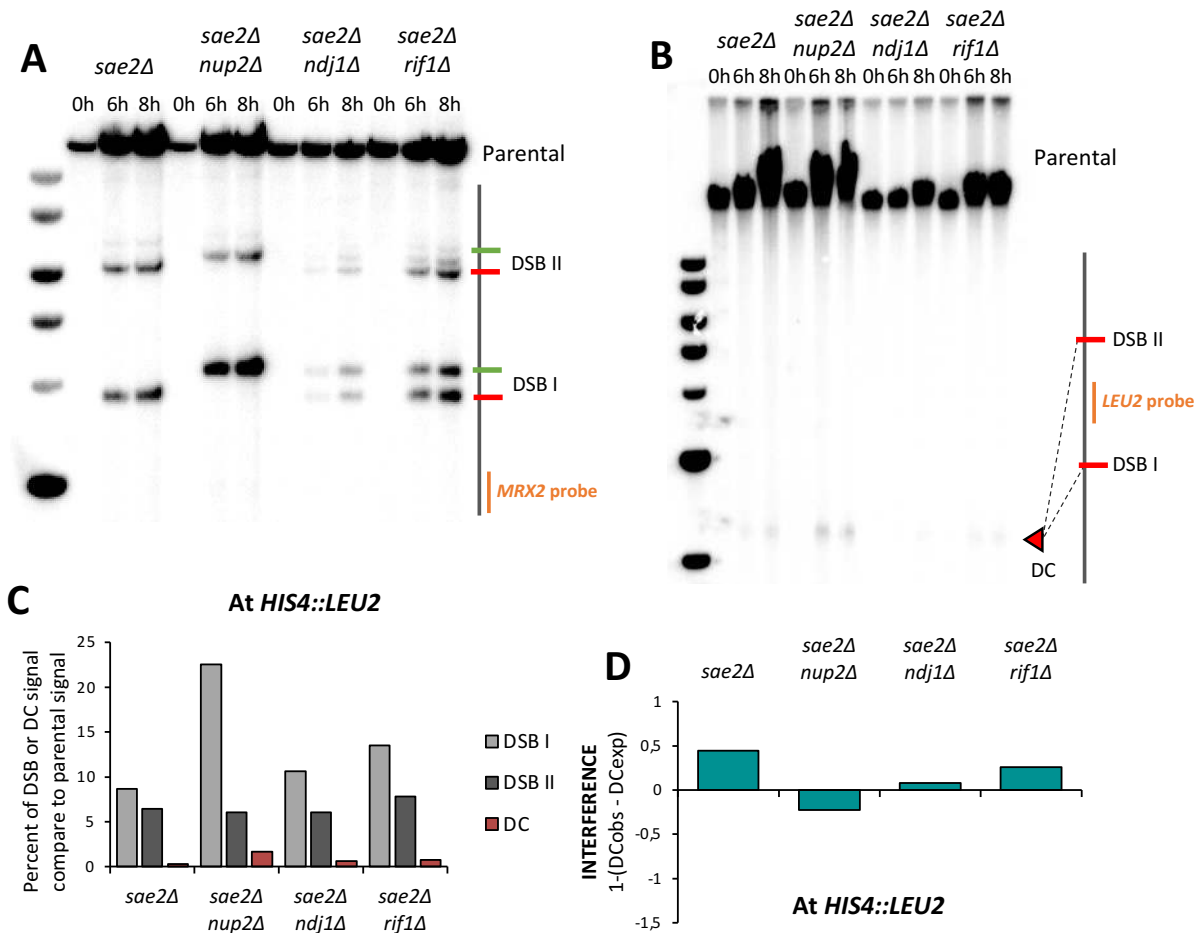 A
sae2Δ
sae2Δ
nup2Δ
sae2Δ
ndj1Δ
sae2Δ
rif1Δ
0h 6h 8h 0h 6h 8h 0h 6h 8h 0h 6h 8h
Parental
DSB II
DSB I
MRX2 probe
B
sae2Δ
sae2Δ
nup2Δ
sae2Δ
ndj1Δ
sae2Δ
rif1Δ
0h 6h 8h 0h 6h 8h 0h 6h 8h 0h 6h 8h
Parental
DSB II
LEU2 probe
DSB I
DC
C
At HIS4::LEU2
Percent of DSB or DC signal
compare to parental signal
25
20
15
10
5
0
sae2Δ
sae2Δ
nup2Δ
sae2Δ
ndj1Δ
sae2Δ
rif1Δ
DSB I
DSB II
DC
D
sae2Δ
sae2Δ
nup2Δ
sae2Δ
ndj1Δ
sae2Δ
rif1Δ
INTERFERENCE
1-(DCobs - DCexp)
1
0,5
0
-0,5
-1
-1,5
At HIS4::LEU2